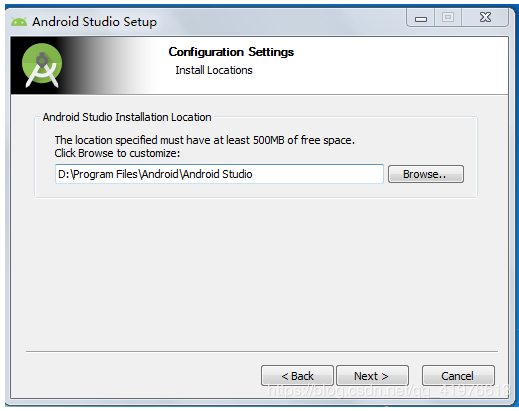 Android Studio Setup
Configuration Settings
Install Locations
Android Studio Installation Location
The location specified must have at least 500MB of free space.
Click Browse to customize:
D:\Program Files\Android\Android Studio
Browse..
< Back
Next >
Cancel
https://blog.csdn.net/qq_41976613